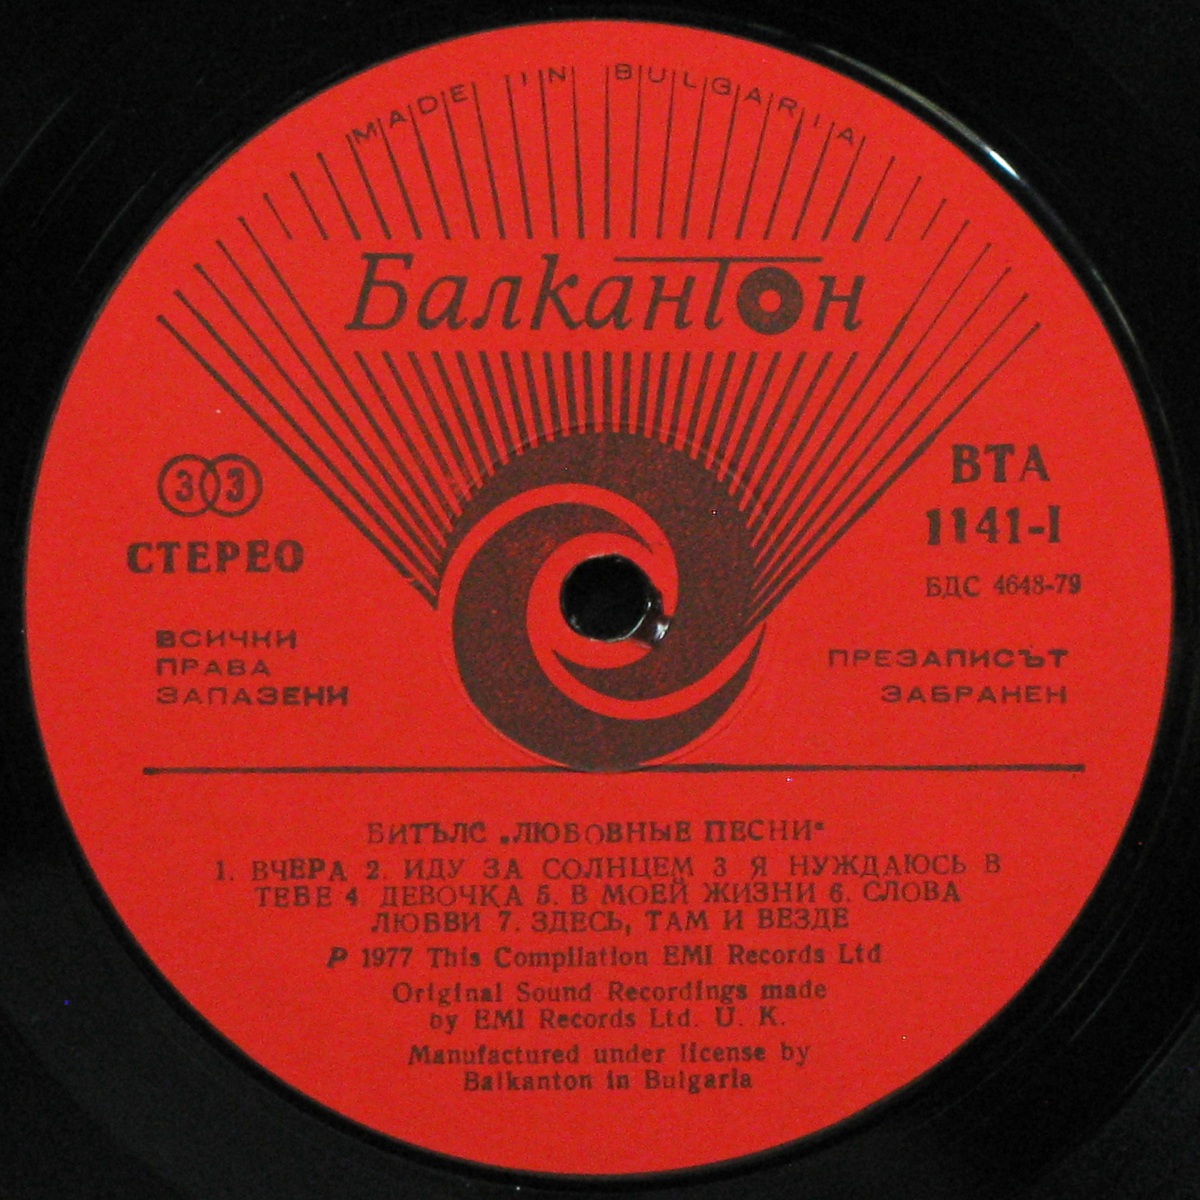 MADE IN BULGARIA
Балкантон
33
СТЕРЕО
ВТА
1141-I
БДС 4648-79
ВСИЧКИ
ПРАВА
ЗАПАЗЕНИ
ПРЕЗАПИСЪТ
ЗАБРАНЕН
БИТЪЛС „ЛЮБОВНЫЕ ПЕСНИ“
1. ВЧЕРА 2. ИДУ ЗА СОЛНЦЕМ 3 Я НУЖДАЮСЬ В
ТЕБЕ 4 ДЕВОЧКА 5. В МОЕЙ ЖИЗНИ 6. СЛОВА
ЛЮБВИ 7. ЗДЕСЬ, ТАМ И ВЕЗДЕ
P 1977 This Compilation EMI Records Ltd
Original Sound Recordings made
by EMI Records Ltd. U. K.
Manufactured under license by
Balkanton in Bulgaria